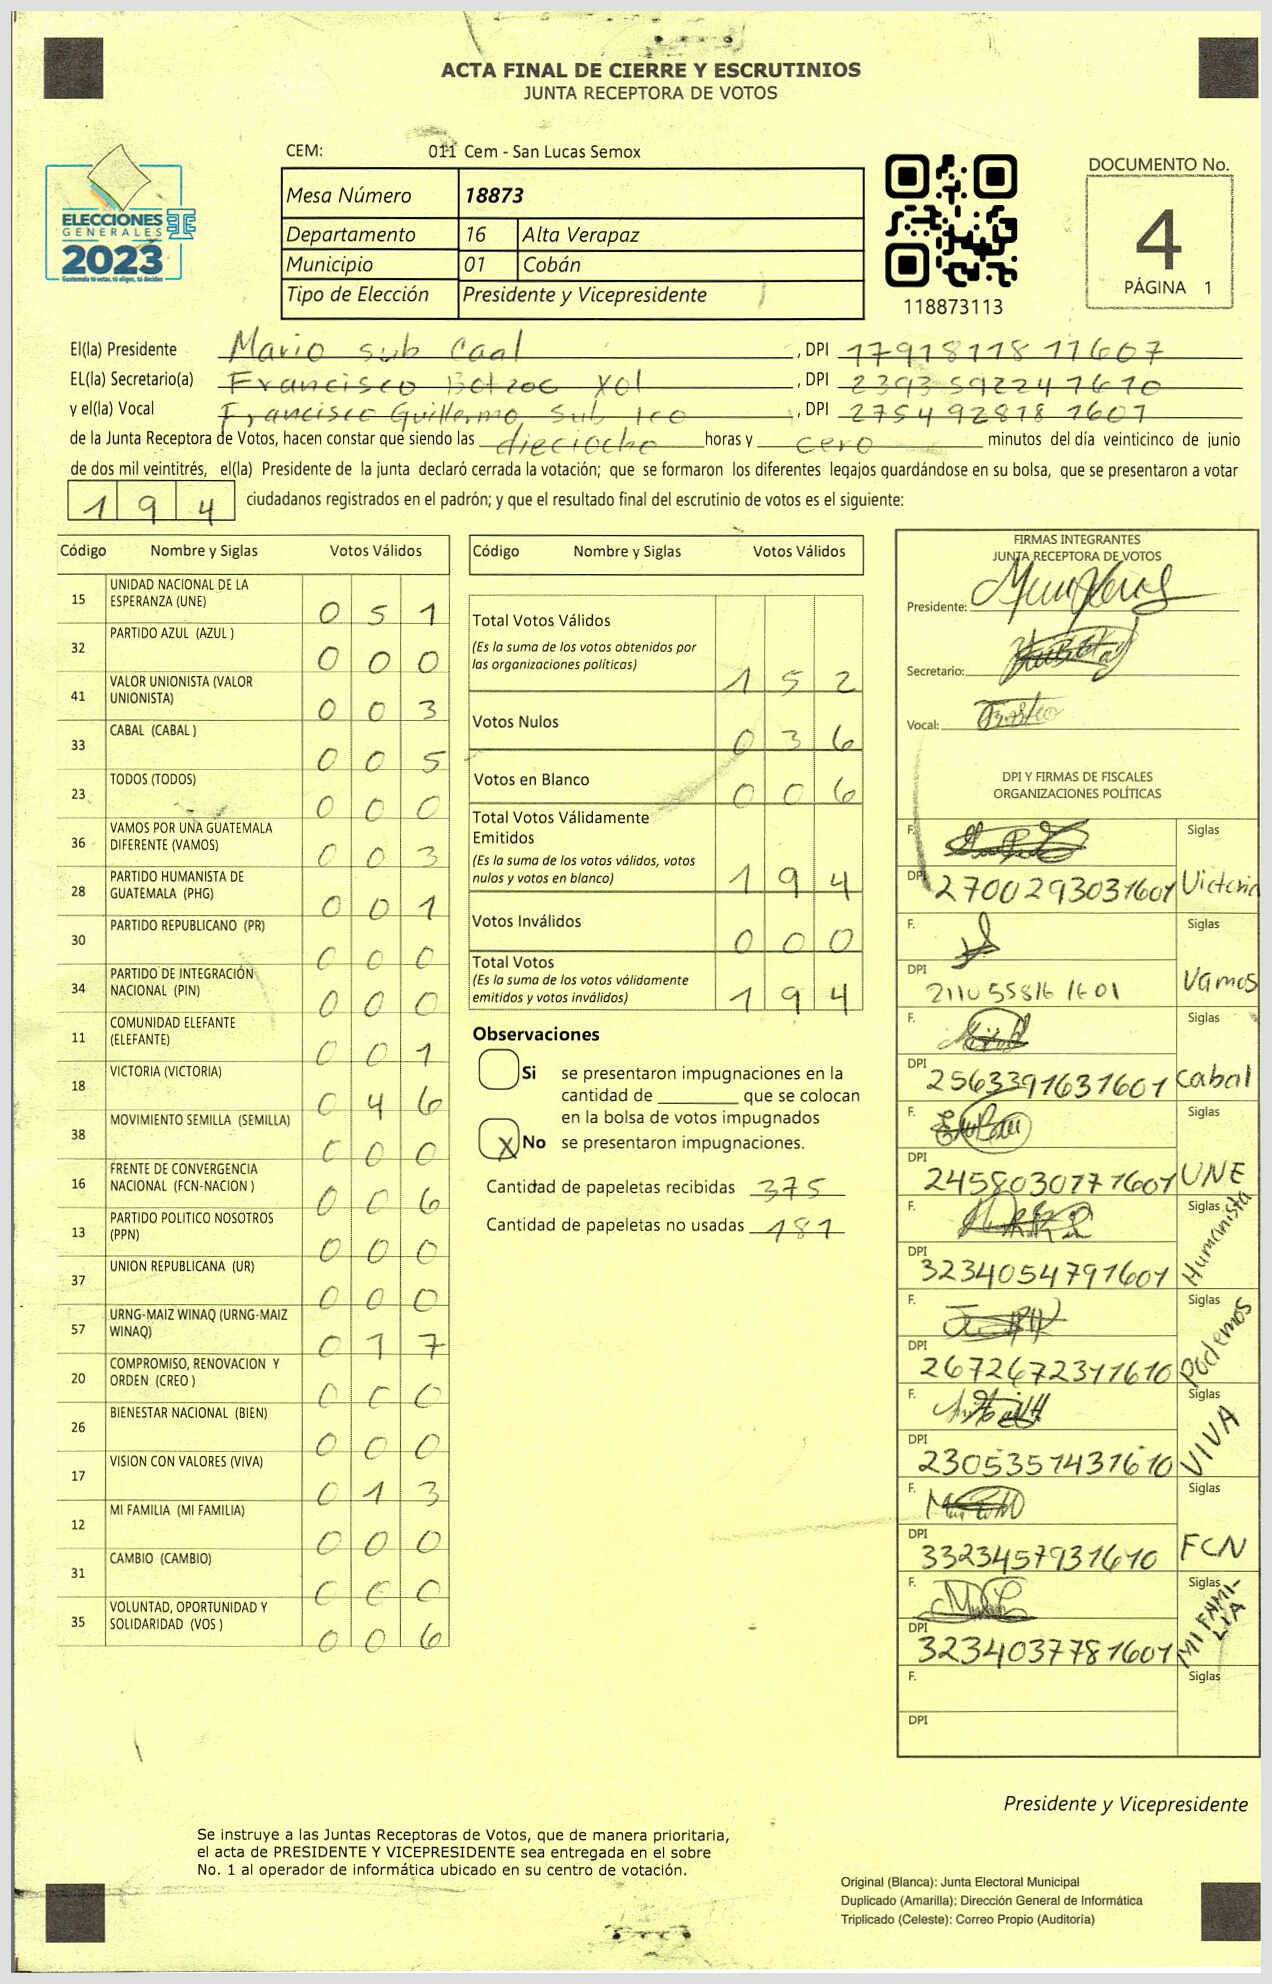 ACTA FINAL DE CIERRE Y ESCRUTINIOS
JUNTA RECEPTORA DE VOTOS
CEM: 011 Cem - San Lucas Semox
Mesa Número 18873
Departamento 16 Alta Verapaz
Municipio 01 Cobán
Tipo de Elección Presidente y Vicepresidente
ELECCIONES
GENERALES
2023
Guatemala tú votas, tú eliges, tú decides
118873113
DOCUMENTO No.
4
PÁGINA 1
El(la) Presidente Mario sub Caal , DPI 1791811811607
EL(la) Secretario(a) Francisco Botzoc Xol , DPI 2393592241610
y el(la) Vocal Francisco Guillermo Sub Ico , DPI 2754928781601
de la Junta Receptora de Votos, hacen constar que siendo las dieciocho horas y cero minutos del día veinticinco de junio
de dos mil veintitrés, el(la) Presidente de la junta declaró cerrada la votación; que se formaron los diferentes legajos guardándose en su bolsa, que se presentaron a votar
194 ciudadanos registrados en el padrón; y que el resultado final del escrutinio de votos es el siguiente:
Código Nombre y Siglas Votos Válidos
15 UNIDAD NACIONAL DE LA
ESPERANZA (UNE) 0 5 1
32 PARTIDO AZUL (AZUL ) 0 0 0
41 VALOR UNIONISTA (VALOR
UNIONISTA) 0 0 3
33 CABAL (CABAL ) 0 0 5
23 TODOS (TODOS) 0 0 0
36 VAMOS POR UNA GUATEMALA
DIFERENTE (VAMOS) 0 0 3
28 PARTIDO HUMANISTA DE
GUATEMALA (PHG) 0 0 1
30 PARTIDO REPUBLICANO (PR) 0 0 0
34 PARTIDO DE INTEGRACIÓN
NACIONAL (PIN) 0 0 0
11 COMUNIDAD ELEFANTE
(ELEFANTE) 0 0 1
18 VICTORIA (VICTORIA) 0 4 6
38 MOVIMIENTO SEMILLA (SEMILLA) 0 0 0
16 FRENTE DE CONVERGENCIA
NACIONAL (FCN-NACION ) 0 0 6
13 PARTIDO POLITICO NOSOTROS
(PPN) 0 0 0
37 UNION REPUBLICANA (UR) 0 0 0
57 URNG-MAIZ WINAQ (URNG-MAIZ
WINAQ) 0 1 7
20 COMPROMISO, RENOVACION Y
ORDEN (CREO ) 0 0 0
26 BIENESTAR NACIONAL (BIEN) 0 0 0
17 VISION CON VALORES (VIVA) 0 1 3
12 MI FAMILIA (MI FAMILIA) 0 0 0
31 CAMBIO (CAMBIO) 0 0 0
35 VOLUNTAD, OPORTUNIDAD Y
SOLIDARIDAD (VOS ) 0 0 6
Código Nombre y Siglas Votos Válidos
Total Votos Válidos
(Es la suma de los votos obtenidos por
las organizaciones políticas) 1 5 2
Votos Nulos 0 3 6
Votos en Blanco 0 0 6
Total Votos Válidamente
Emitidos
(Es la suma de los votos válidos, votos
nulos y votos en blanco) 1 9 4
Votos Inválidos 0 0 0
Total Votos
(Es la suma de los votos válidamente
emitidos y votos inválidos) 1 9 4
Observaciones
Si se presentaron impugnaciones en la
cantidad de ________ que se colocan
en la bolsa de votos impugnados
X No se presentaron impugnaciones.
Cantidad de papeletas recibidas 375
Cantidad de papeletas no usadas 181
FIRMAS INTEGRANTES
JUNTA RECEPTORA DE VOTOS
Presidente:
Secretario:
Vocal:
DPI Y FIRMAS DE FISCALES
ORGANIZACIONES POLÍTICAS
F. Siglas
DPI 2700293031601 Victoria
F. Siglas
DPI 2110558161601 Vamos
F. Siglas
DPI 2563391631601 Cabal
F. Siglas
DPI 2458030771601 UNE
F. Siglas
DPI 3234054791601 Humanista
F. Siglas
DPI 2672672311610 Podemos
F. Siglas
DPI 2305351431610 VIVA
F. Siglas
DPI 3323457931610 FCN
F. Siglas
DPI 3234037781601 MI FAMI-
LIA
F. Siglas
DPI
Presidente y Vicepresidente
Se instruye a las Juntas Receptoras de Votos, que de manera prioritaria,
el acta de PRESIDENTE Y VICEPRESIDENTE sea entregada en el sobre
No. 1 al operador de informática ubicado en su centro de votación.
Original (Blanca): Junta Electoral Municipal
Duplicado (Amarilla): Dirección General de Informática
Triplicado (Celeste): Correo Propio (Auditoría)